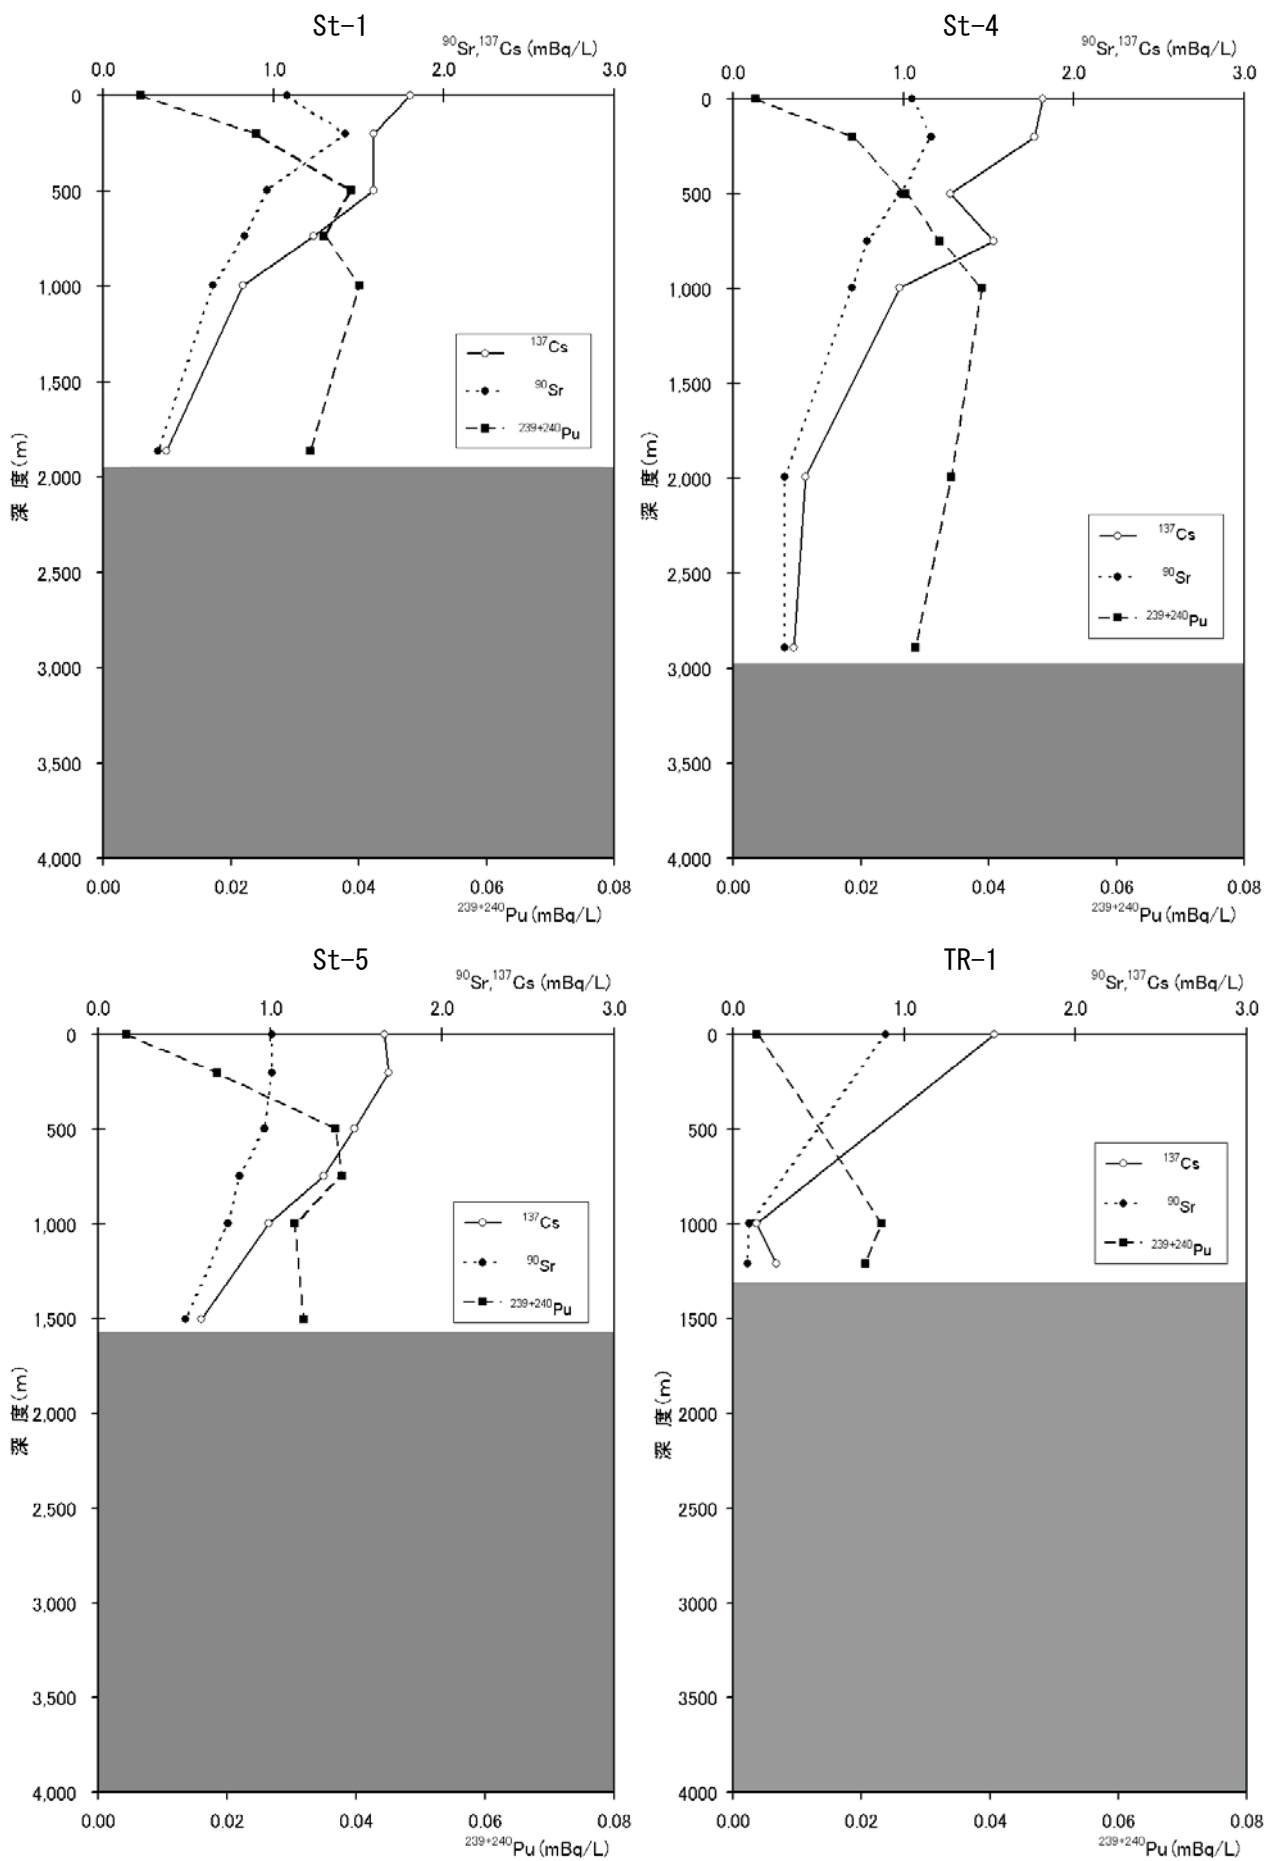 St-1
90Sr,137Cs (mBq/L)
0.0 1.0 2.0 3.0
0
500
1,000
1,500
2,000
2,500
3,000
3,500
4,000
深 度(m)
137Cs
90Sr
239+240Pu
0.00 0.02 0.04 0.06 0.08
239+240Pu(mBq/L)
St-4
90Sr,137Cs (mBq/L)
0.0 1.0 2.0 3.0
0
500
1,000
1,500
2,000
2,500
3,000
3,500
4,000
深 度(m)
137Cs
90Sr
239+240Pu
0.00 0.02 0.04 0.06 0.08
239+240Pu(mBq/L)
St-5
90Sr,137Cs (mBq/L)
0.0 1.0 2.0 3.0
0
500
1,000
1,500
2,000
2,500
3,000
3,500
4,000
深 度(m)
137Cs
90Sr
239+240Pu
0.00 0.02 0.04 0.06 0.08
239+240Pu(mBq/L)
TR-1
90Sr,137Cs (mBq/L)
0.0 1.0 2.0 3.0
0
500
1000
1500
2000
2500
3000
3500
4000
深 度(m)
137Cs
90Sr
239+240Pu
0.00 0.02 0.04 0.06 0.08
239+240Pu(mBq/L)